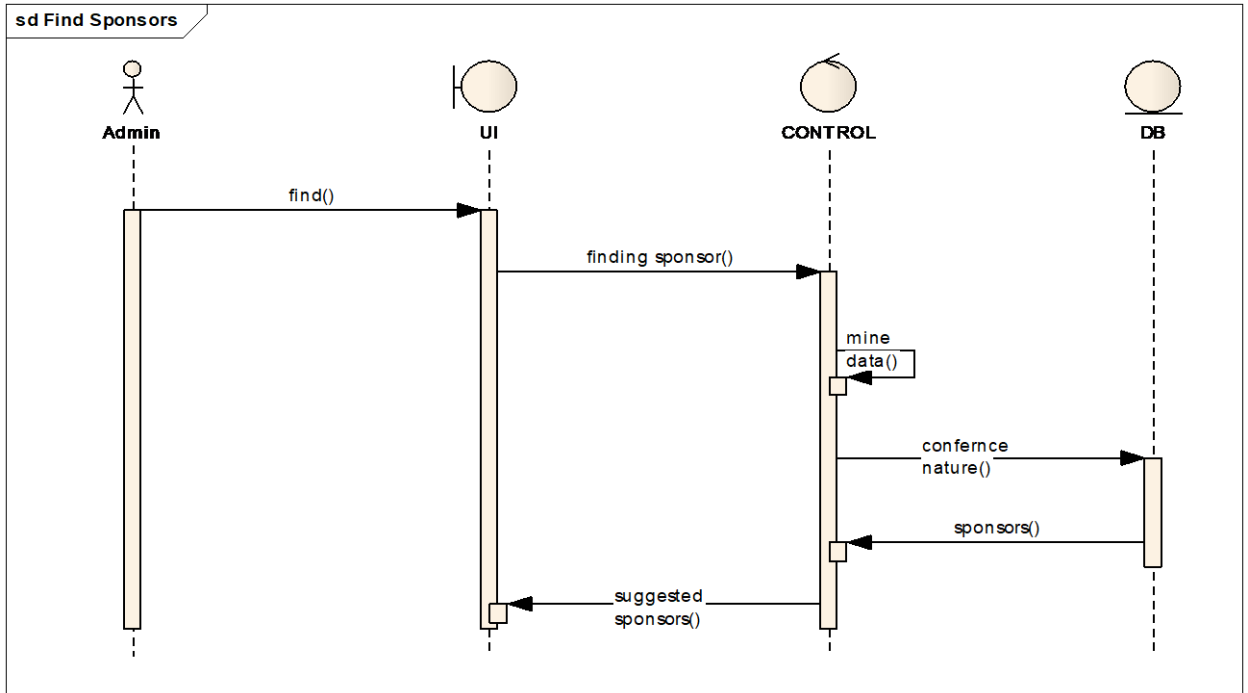 sd Find Sponsors
Admin
UI
CONTROL
DB
find()
finding sponsor()
mine
data()
confernce
nature()
sponsors()
suggested
sponsors()